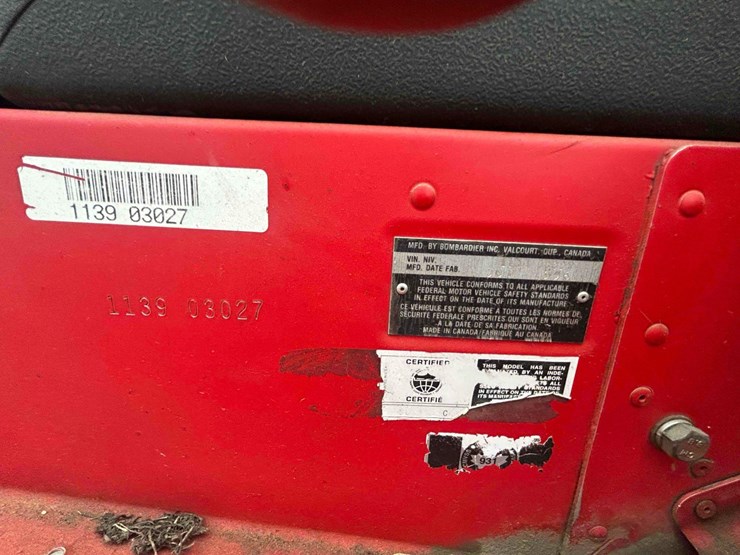 1139 03027
1139 03027
MFD. BY BOMBARDIER INC. VALCOURT, QUE., CANADA
VIN. NIV.
MFD. DATE FAB.
THIS VEHICLE CONFORMS TO ALL APPLICABLE
FEDERAL MOTOR VEHICLE SAFETY STANDARDS
IN EFFECT ON THE DATE OF ITS MANUFACTURE
CE VÉHICULE EST CONFORME À TOUTES LES NORMES DE
SÉCURITÉ FÉDÉRALE PRESCRITES QUI SONT EN VIGUEUR
À LA DATE DE SA FABRICATION
MADE IN CANADA/FABRIQUÉ AU CANADA
CERTIFIED
CERTIFIÉ
C
THIS MODEL HAS BEEN
BY AN INDE-
LABOR-
ALL
STANDARDS
IN EFFECT ON
ITS
931